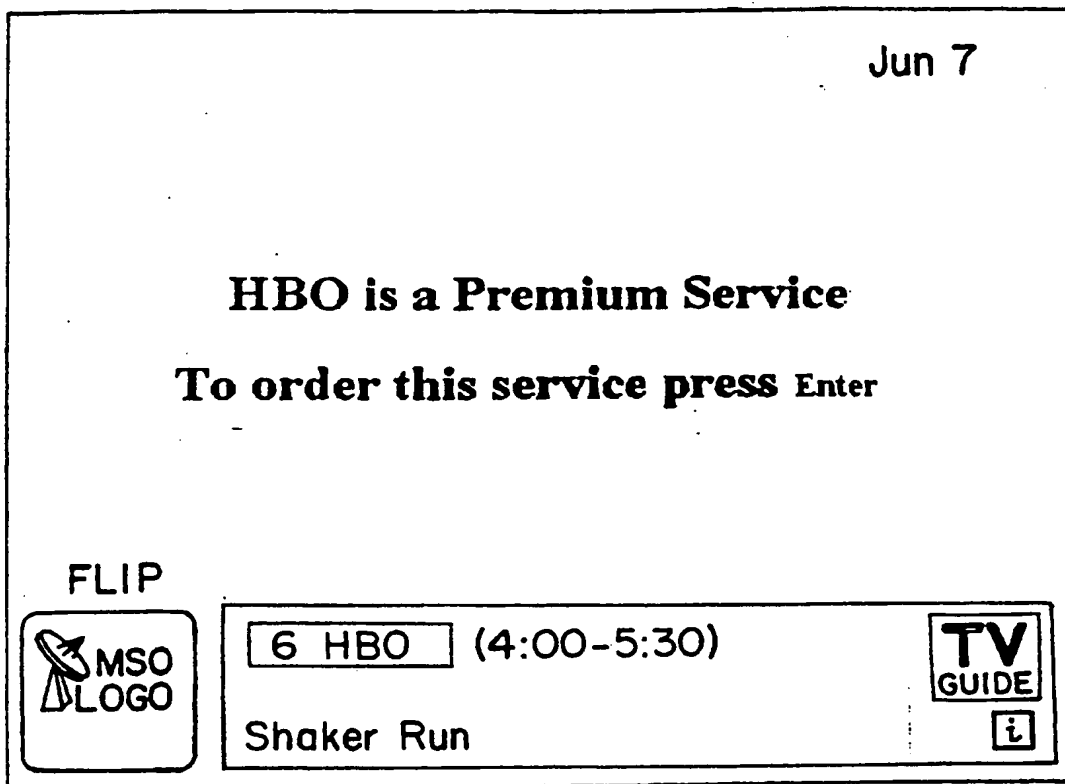 Jun 7
HBO is a Premium Service
To order this service press Enter
FLIP
MSO
LOGO
6 HBO (4:00-5:30)
TV
GUIDE
Shaker Run
i